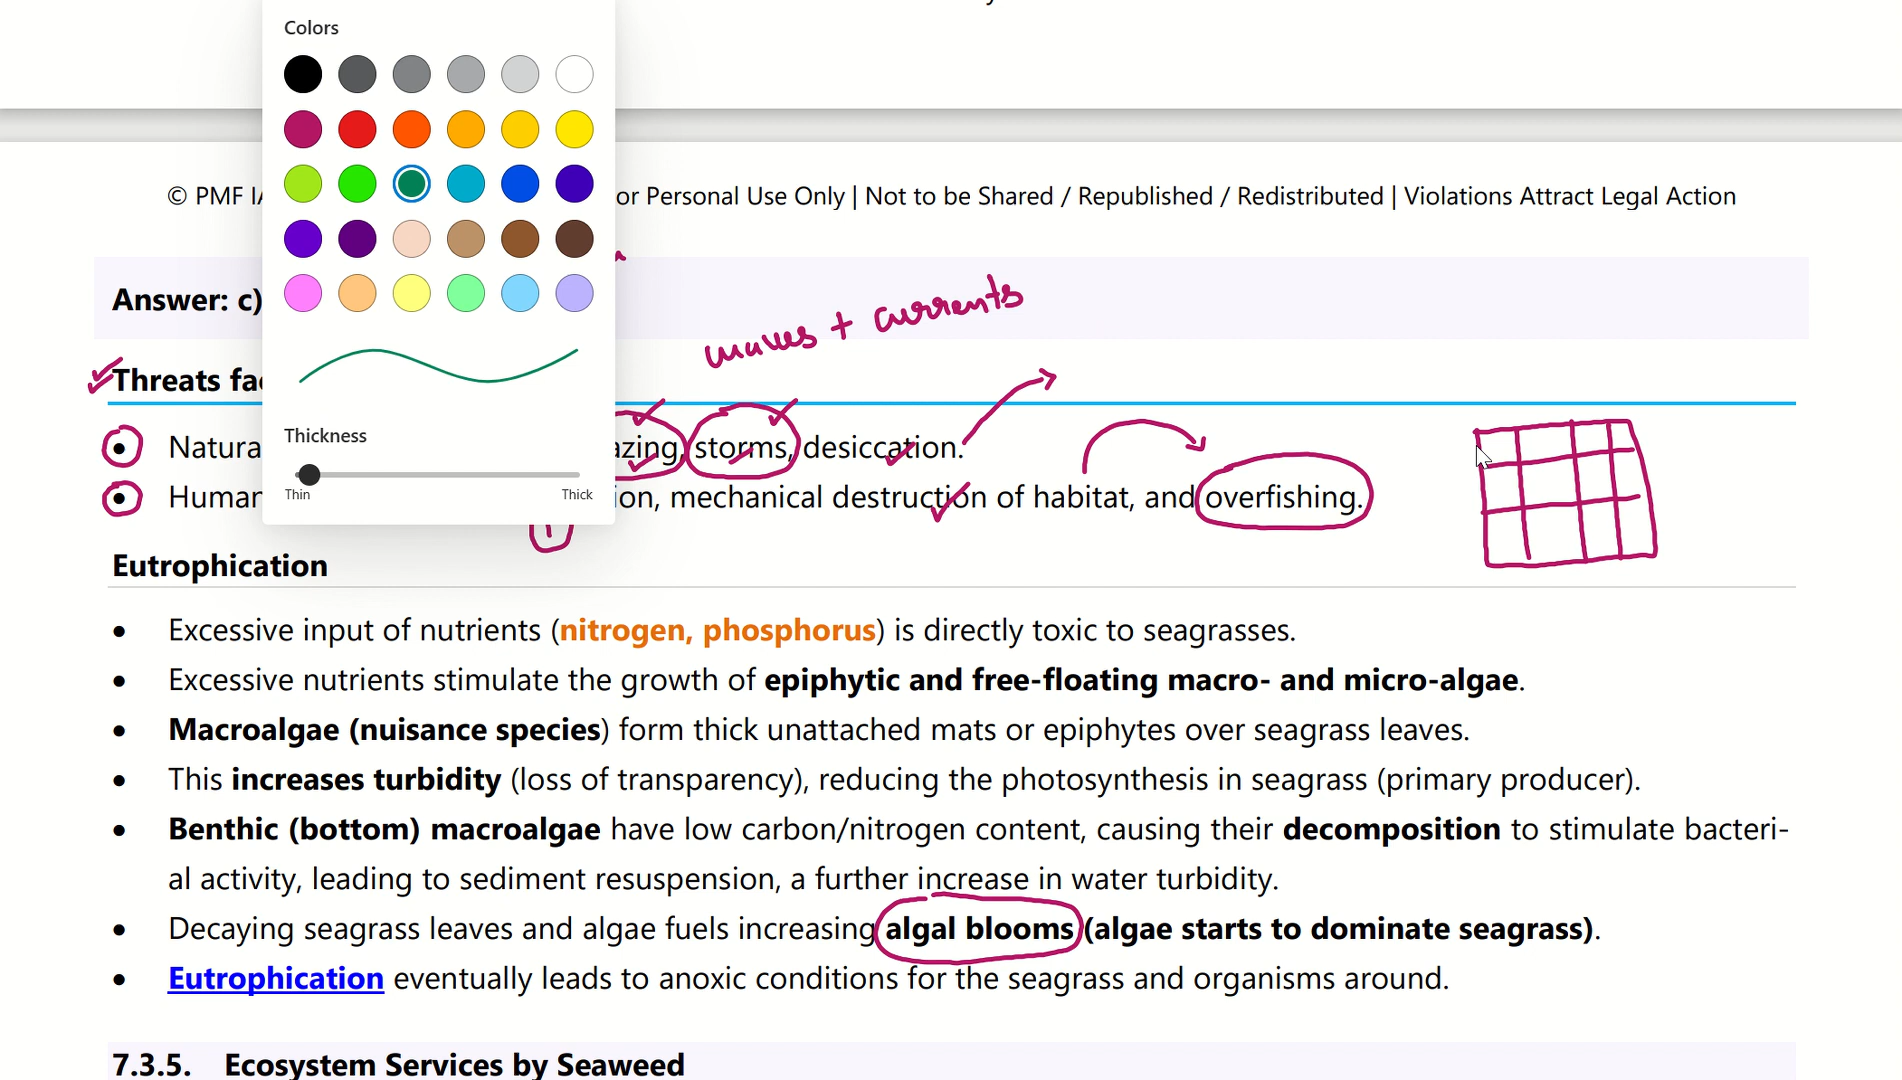 Colors
© PMF IA or Personal Use Only | Not to be Shared / Republished / Redistributed | Violations Attract Legal Action
Answer: c)
waves + currents
Threats fac
• Natura azing, storms, desiccation.
Thickness
Thin Thick
• Human ion, mechanical destruction of habitat, and overfishing.
Eutrophication
• Excessive input of nutrients (nitrogen, phosphorus) is directly toxic to seagrasses.
• Excessive nutrients stimulate the growth of epiphytic and free-floating macro- and micro-algae.
• Macroalgae (nuisance species) form thick unattached mats or epiphytes over seagrass leaves.
• This increases turbidity (loss of transparency), reducing the photosynthesis in seagrass (primary producer).
• Benthic (bottom) macroalgae have low carbon/nitrogen content, causing their decomposition to stimulate bacteri-
al activity, leading to sediment resuspension, a further increase in water turbidity.
• Decaying seagrass leaves and algae fuels increasing algal blooms (algae starts to dominate seagrass).
• Eutrophication eventually leads to anoxic conditions for the seagrass and organisms around.
7.3.5. Ecosystem Services by Seaweed